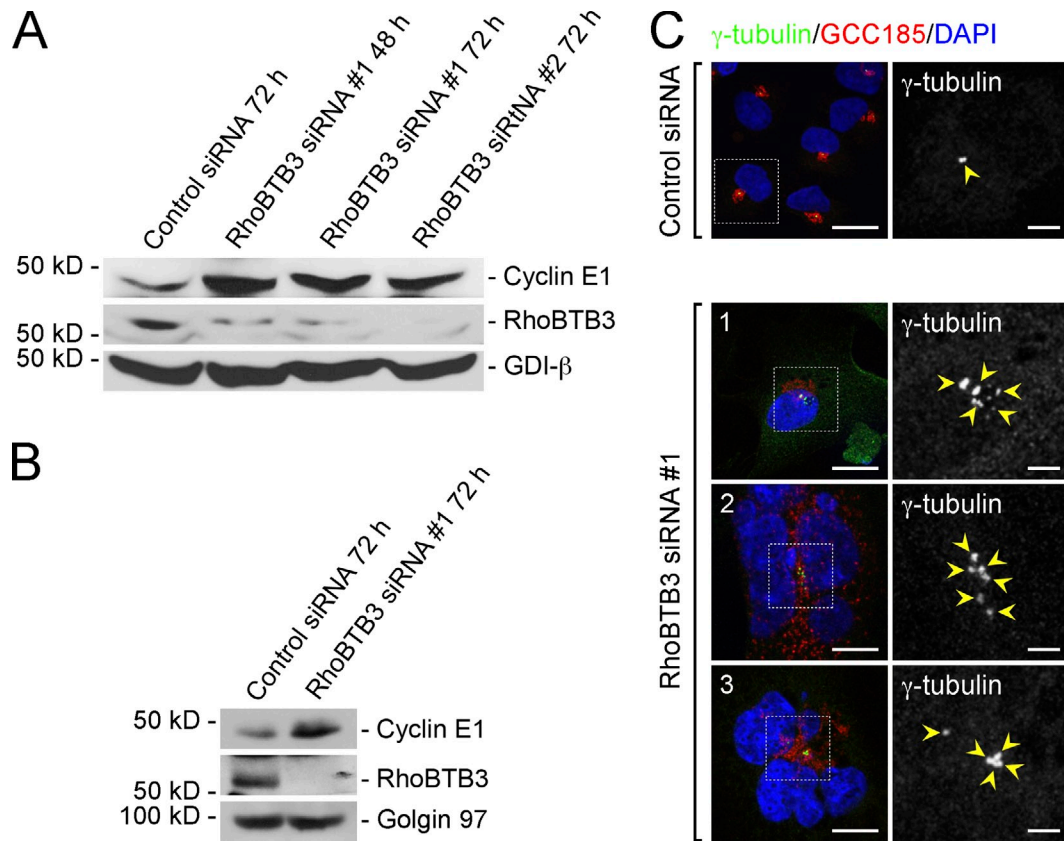 A
Control siRNA 72 h
RhoBTB3 siRNA #1 48 h
RhoBTB3 siRNA #1 72 h
RhoBTB3 siRtNA #2 72 h
50 kD -
- Cyclin E1
50 kD -
- RhoBTB3
50 kD -
- GDI-β
B
Control siRNA 72 h
RhoBTB3 siRNA #1 72 h
50 kD -
- Cyclin E1
50 kD -
- RhoBTB3
100 kD -
- Golgin 97
C
γ-tubulin/GCC185/DAPI
Control siRNA
γ-tubulin
RhoBTB3 siRNA #1
1
γ-tubulin
2
γ-tubulin
3
γ-tubulin